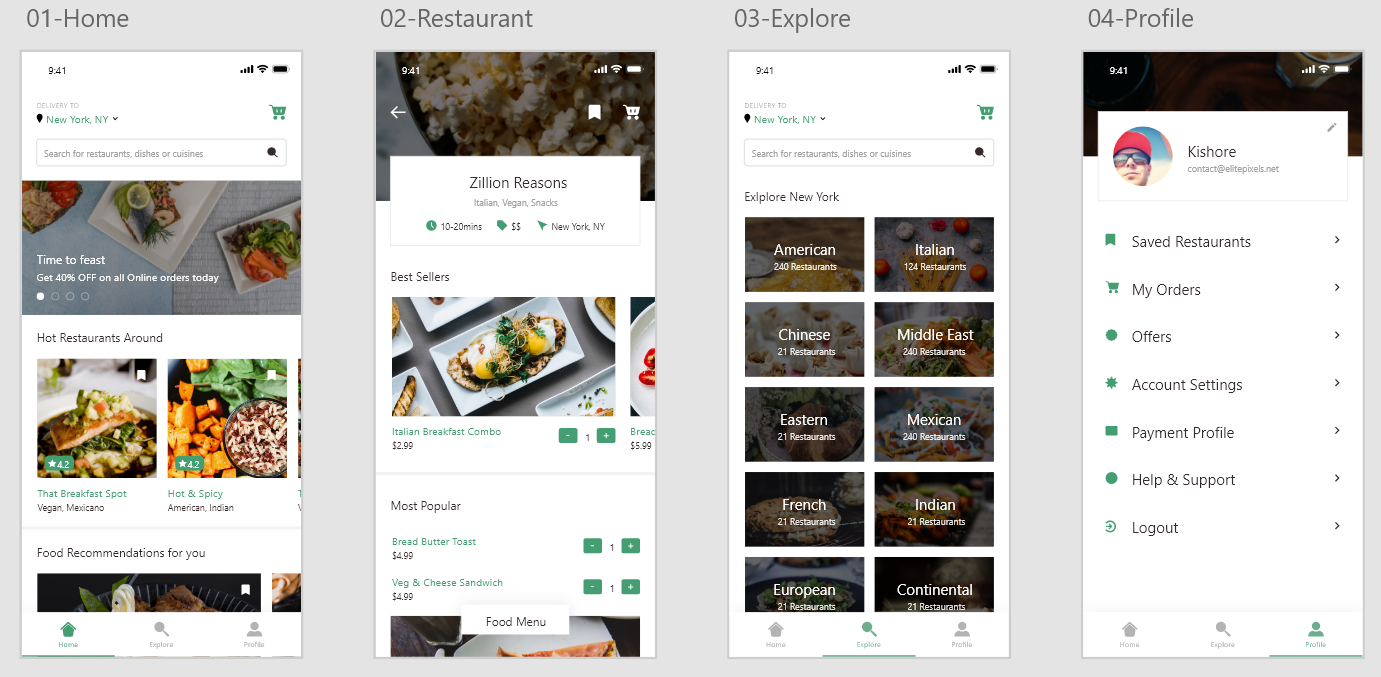 01-Home
9:41
DELIVERY TO
New York, NY
Search for restaurants, dishes or cuisines
Time to feast
Get 40% OFF on all Online orders today
Hot Restaurants Around
4.2
4.2
That Breakfast Spot
Vegan, Mexicano
Hot & Spicy
American, Indian
Food Recommendations for you
Home
Explore
Profile
02-Restaurant
9:41
Zillion Reasons
Italian, Vegan, Snacks
10-20mins
$$
New York, NY
Best Sellers
Italian Breakfast Combo
$2.99
- 1 +
Breac
$5.99
Most Popular
Bread Butter Toast
$4.99
- 1 +
Veg & Cheese Sandwich
$4.99
- 1 +
Food Menu
03-Explore
9:41
DELIVERY TO
New York, NY
Search for restaurants, dishes or cuisines
Exlplore New York
American
240 Restaurants
Italian
124 Restaurants
Chinese
21 Restaurants
Middle East
240 Restaurants
Eastern
21 Restaurants
Mexican
240 Restaurants
French
21 Restaurants
Indian
21 Restaurants
European
21 Restaurants
Continental
21 Restaurants
Home
Explore
Profile
04-Profile
9:41
Kishore
contact@elitepixels.net
Saved Restaurants
My Orders
Offers
Account Settings
Payment Profile
Help & Support
Logout
Home
Explore
Profile